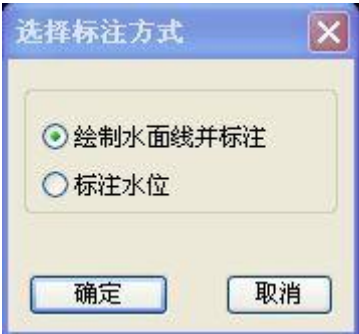 选择标注方式
绘制水面线并标注
标注水位
确定
取消